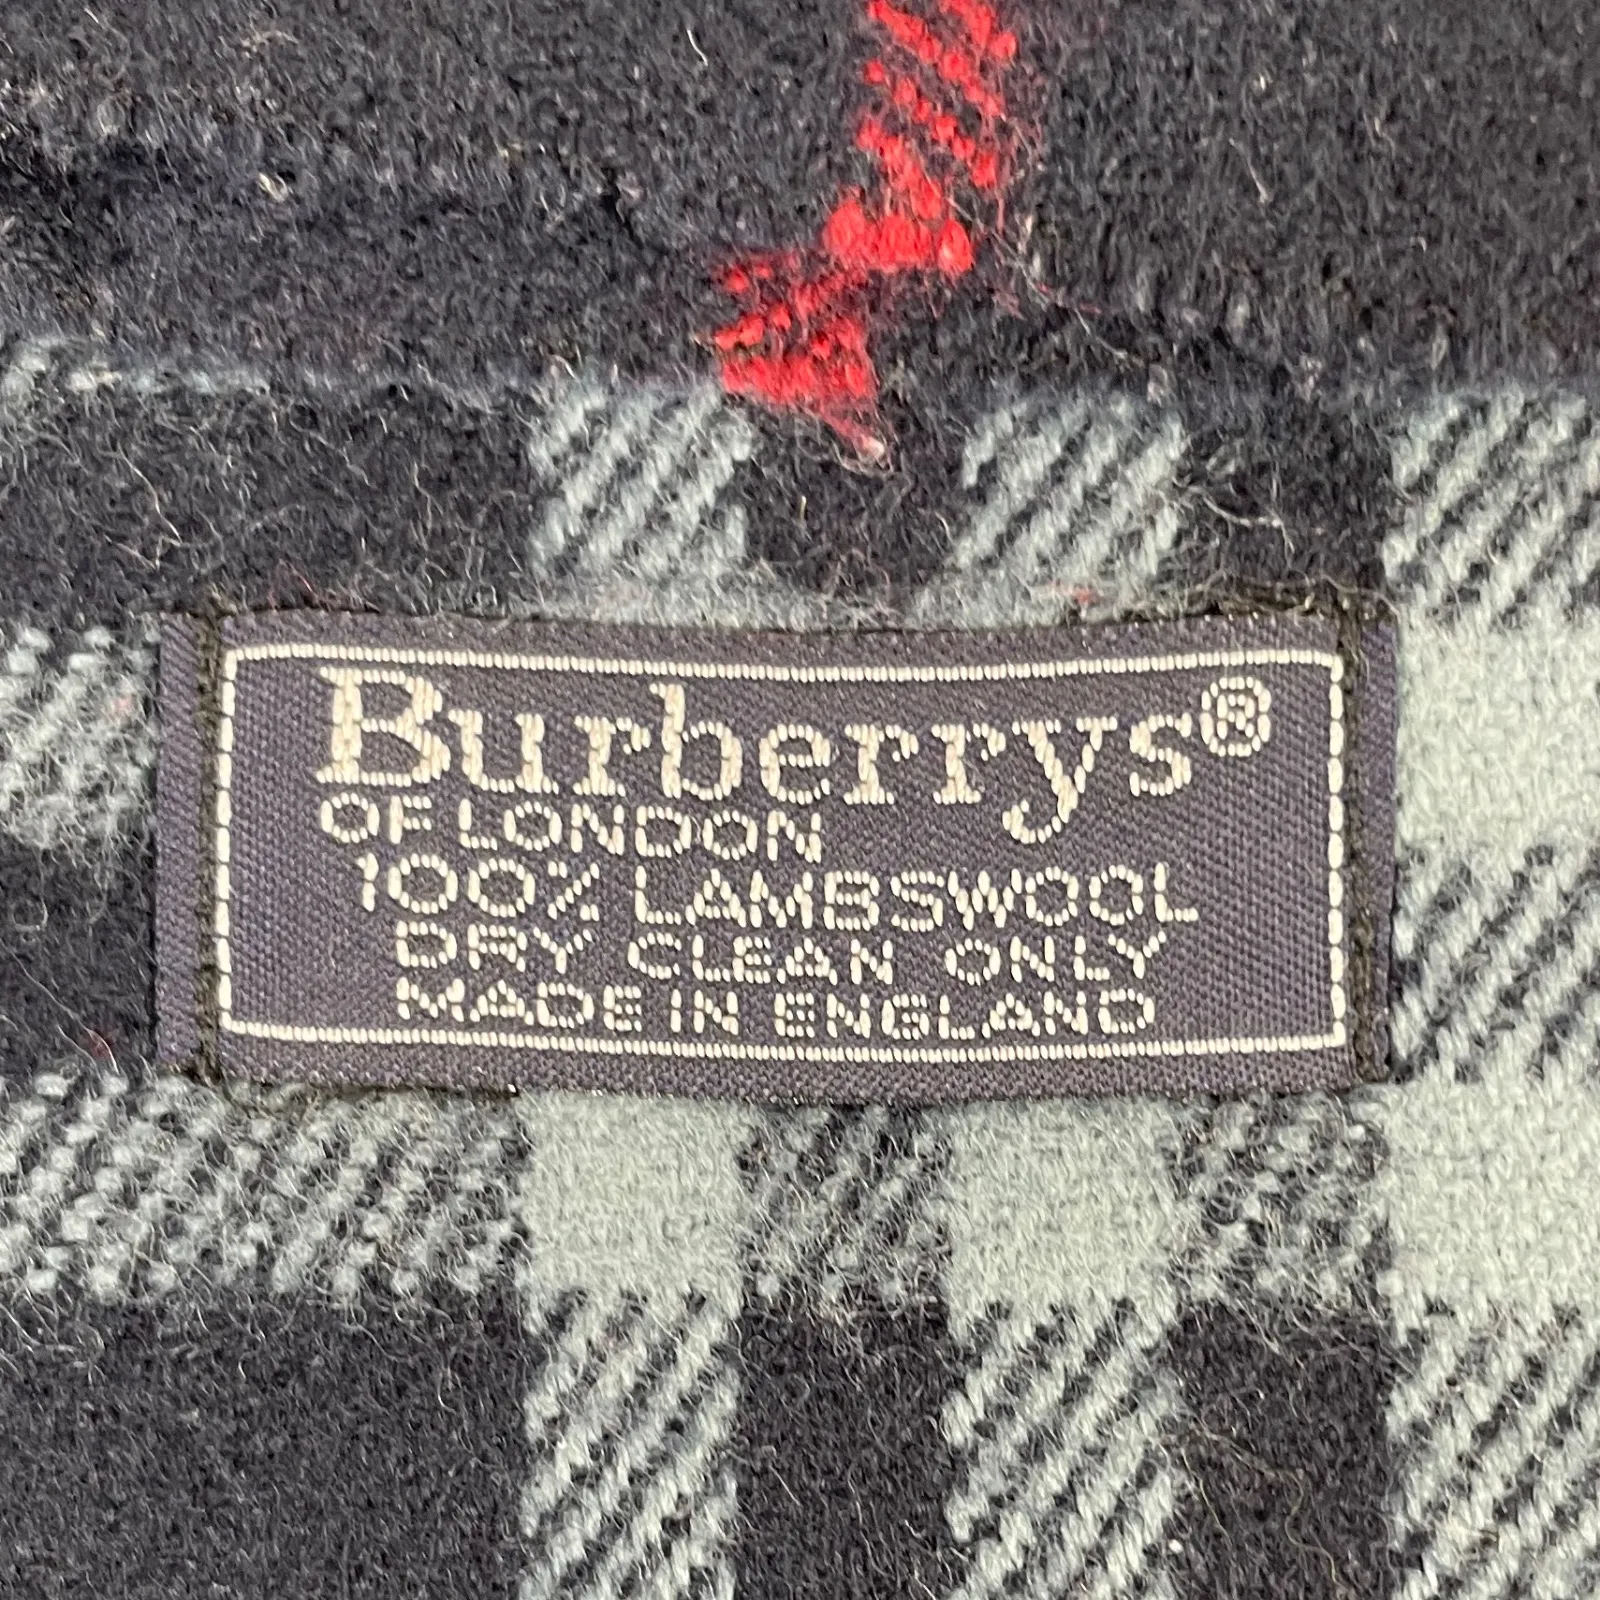 Burberrys®
OF LONDON
100% LAMBSWOOL
DRY CLEAN ONLY
MADE IN ENGLAND